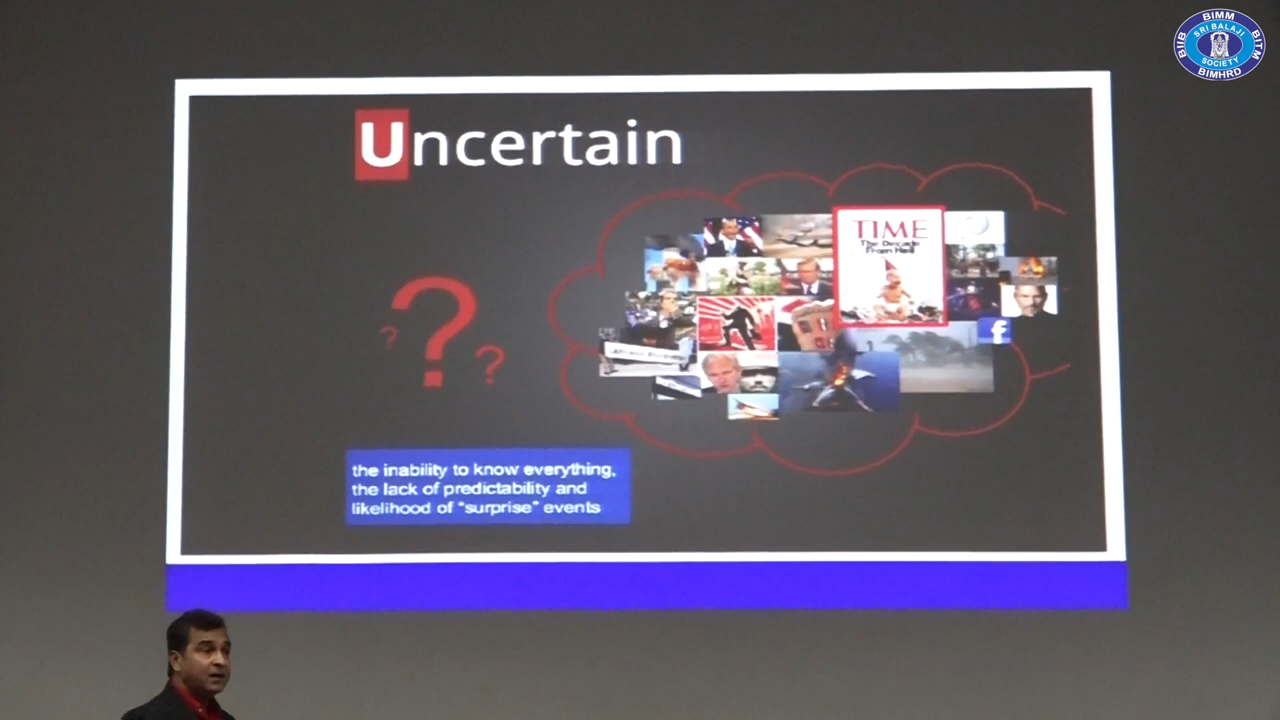 BIMM
BIIB
SRI BALAJI
BITM
SOCIETY
BIMHRD
Uncertain
TIME
The Decade
From Hell
?
?
?
f
the inability to know everything,
the lack of predictability and
likelihood of "surprise" events